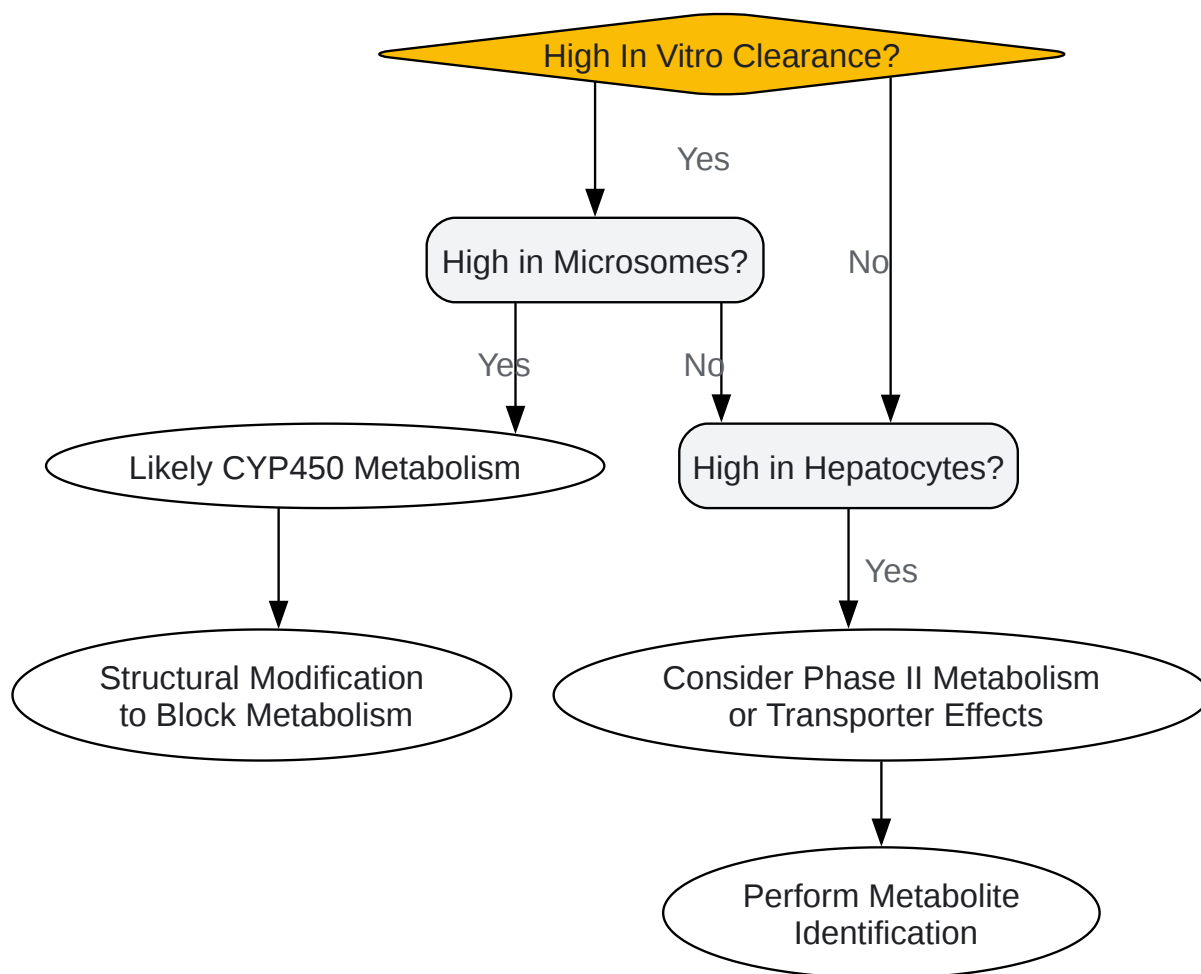 High In Vitro Clearance?
Yes
High in Microsomes?
No
Yes
No
Likely CYP450 Metabolism
High in Hepatocytes?
Yes
Structural Modification
to Block Metabolism
Consider Phase II Metabolism
or Transporter Effects
Perform Metabolite
Identification